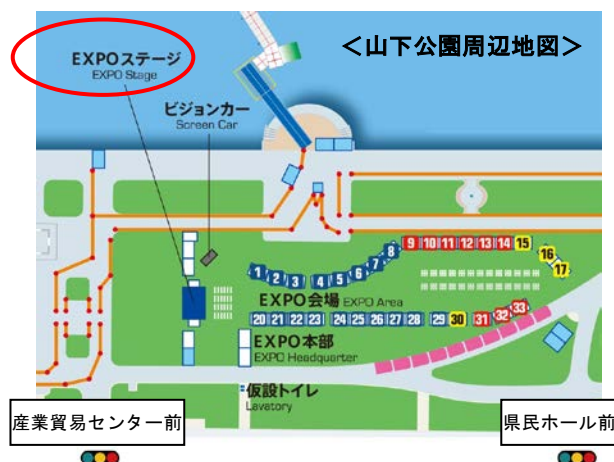 <山下公園周辺地図>
EXPOステージ
EXPO Stage
ビジョンカー
Screen Car
9 10 11 12 13 14 15
16
17
1 2 3 4 5 6 7 8
EXPO会場 EXPO Area
20 21 22 23 24 25 26 27 28 29 30 31 32 33
EXPO本部
EXPO Headquarter
仮設トイレ
Lavatory
産業貿易センター前
県民ホール前